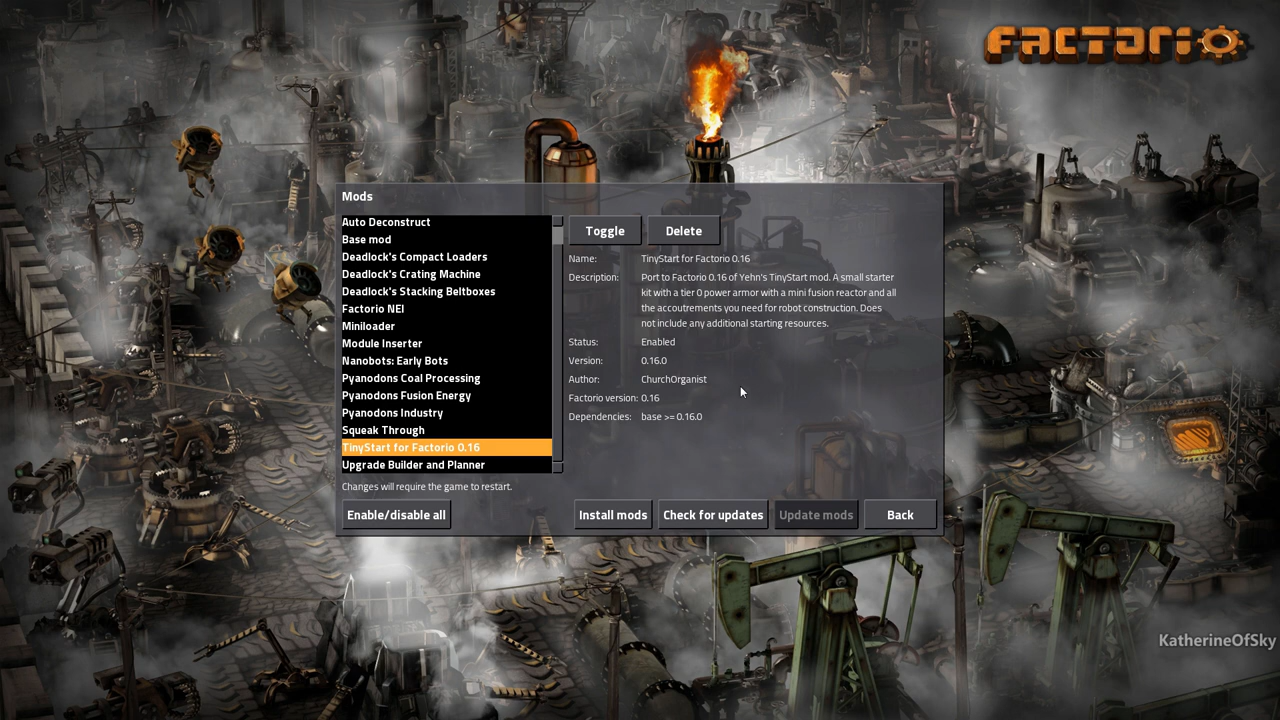 FACTORIO
Mods
Auto Deconstruct
Base mod
Deadlock's Compact Loaders
Deadlock's Crating Machine
Deadlock's Stacking Beltboxes
Factorio NEI
Miniloader
Module Inserter
Nanobots: Early Bots
Pyanodons Coal Processing
Pyanodons Fusion Energy
Pyanodons Industry
Squeak Through
TinyStart for Factorio 0.16
Upgrade Builder and Planner
Toggle Delete
Name: TinyStart for Factorio 0.16
Description: Port to Factorio 0.16 of Yehn's TinyStart mod. A small starter
kit with a tier 0 power armor with a mini fusion reactor and all
the accoutrements you need for robot construction. Does
not include any additional starting resources.
Status: Enabled
Version: 0.16.0
Author: ChurchOrganist
Factorio version: 0.16
Dependencies: base >= 0.16.0
Changes will require the game to restart.
Enable/disable all Install mods Check for updates Update mods Back
KatherineOfSky